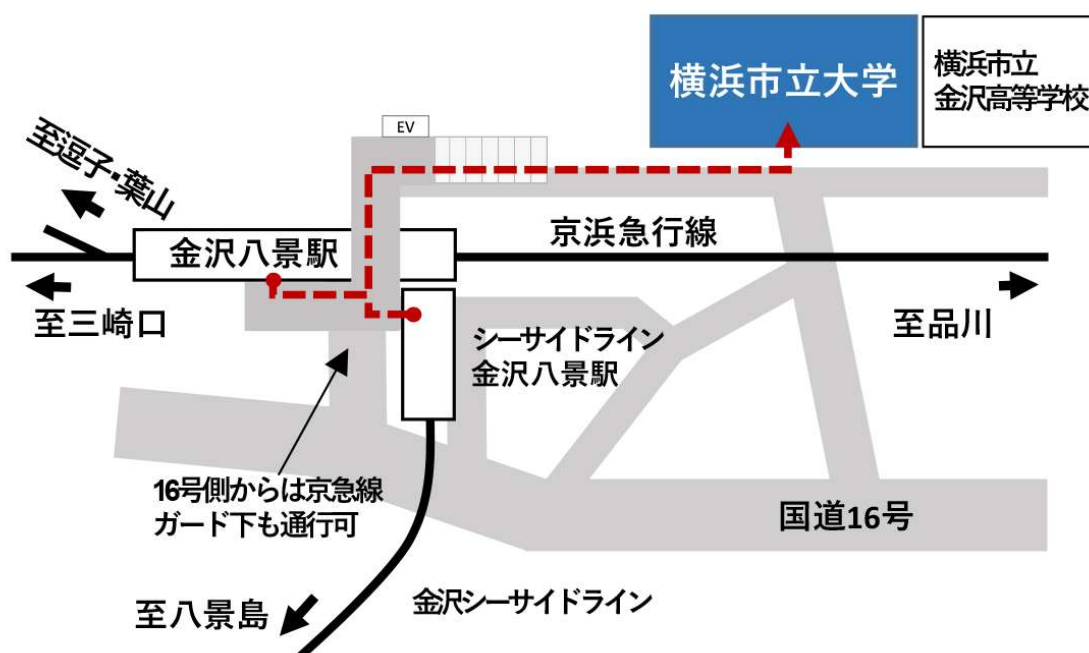 横浜市立大学
横浜市立
金沢高等学校
EV
至逗子・葉山
京浜急行線
金沢八景駅
至三崎口
至品川
シーサイドライン
金沢八景駅
16号側からは京急線
ガード下も通行可
国道16号
至八景島
金沢シーサイドライン